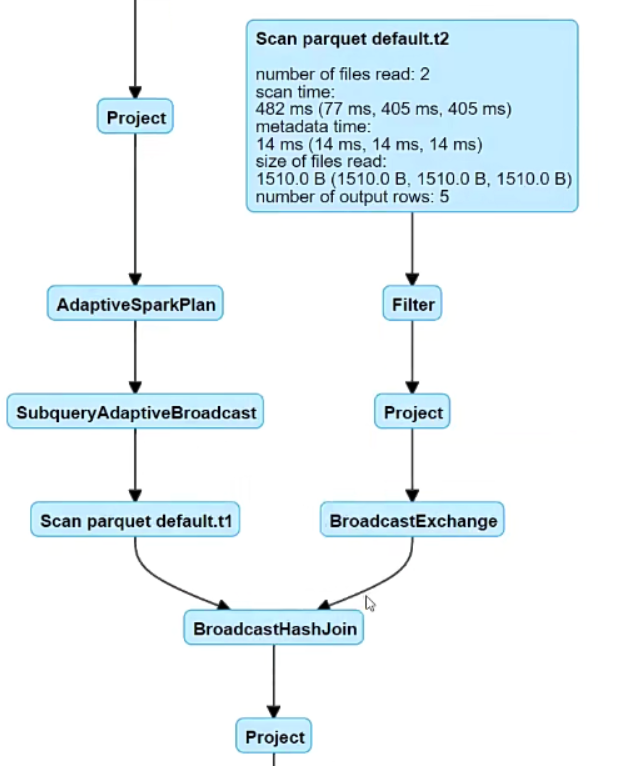 Project
AdaptiveSparkPlan
SubqueryAdaptiveBroadcast
Scan parquet default.t1
Scan parquet default.t2
number of files read: 2
scan time:
482 ms (77 ms, 405 ms, 405 ms)
metadata time:
14 ms (14 ms, 14 ms, 14 ms)
size of files read:
1510.0 B (1510.0 B, 1510.0 B, 1510.0 B)
number of output rows: 5
Filter
Project
BroadcastExchange
BroadcastHashJoin
Project